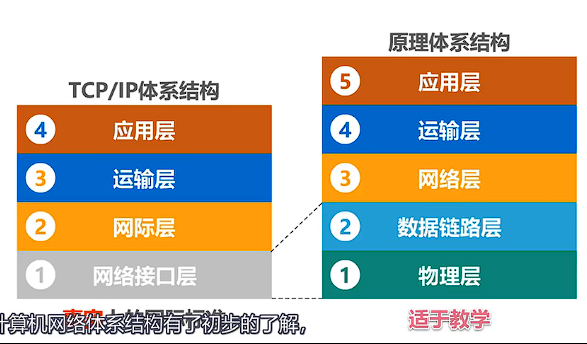 原理体系结构
TCP/IP体系结构
5 应用层
4 应用层
4 运输层
3 运输层
3 网络层
2 网际层
2 数据链路层
1 网络接口层
1 物理层
计算机网络体系结构有了初步的了解，
适于教学